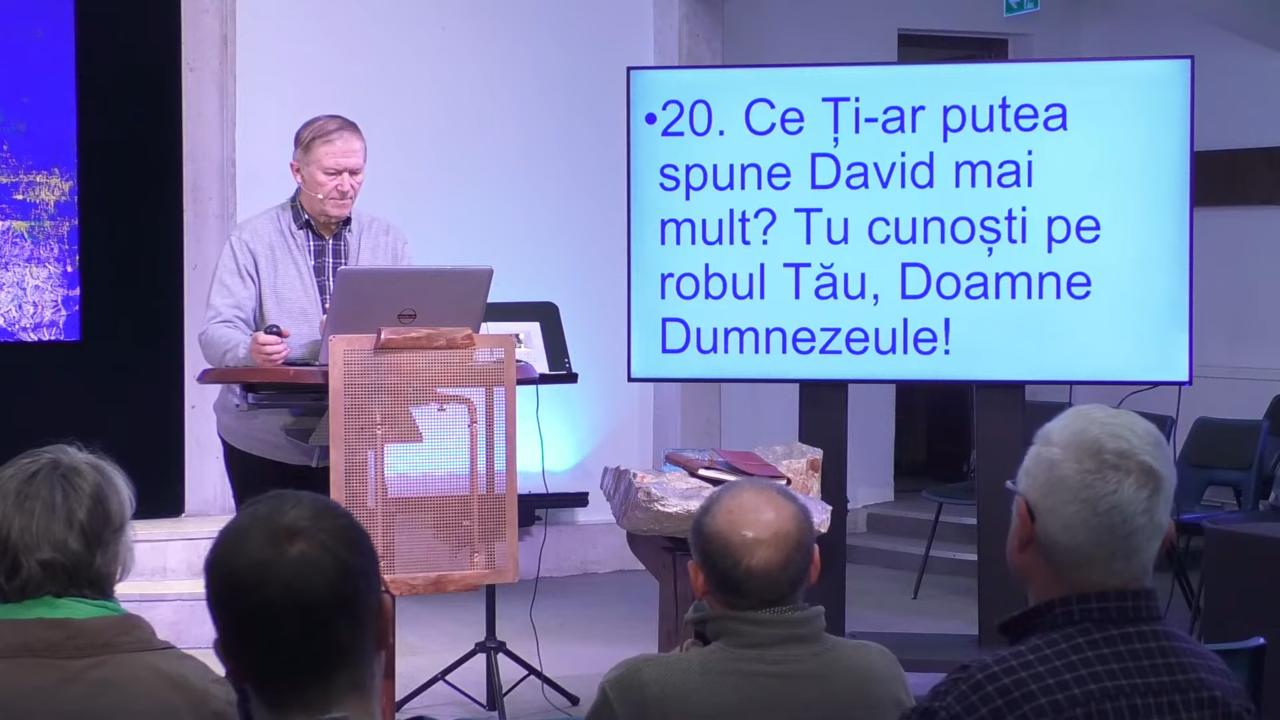 •20. Ce Ți-ar putea
spune David mai
mult? Tu cunoști pe
robul Tău, Doamne
Dumnezeule!